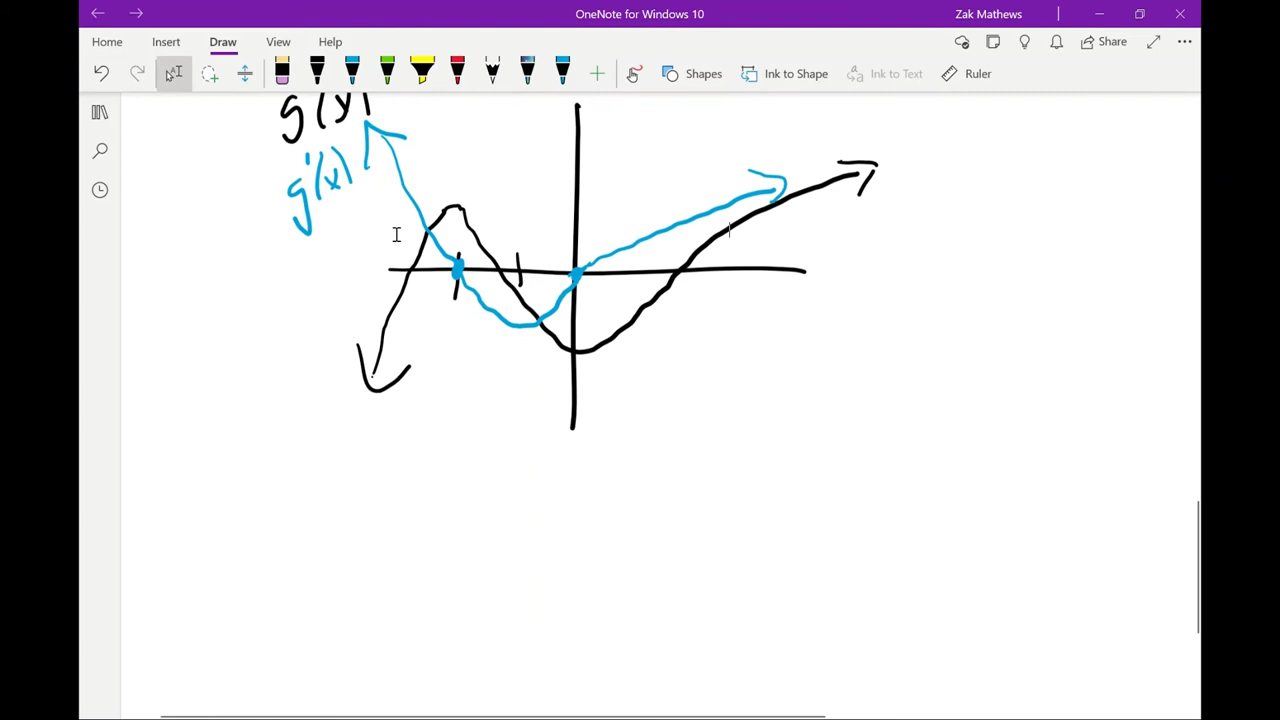 OneNote for Windows 10
Zak Mathews
Home Insert Draw View Help
Share
Shapes
Ink to Shape
Ink to Text
Ruler
g(x)
g'(x)